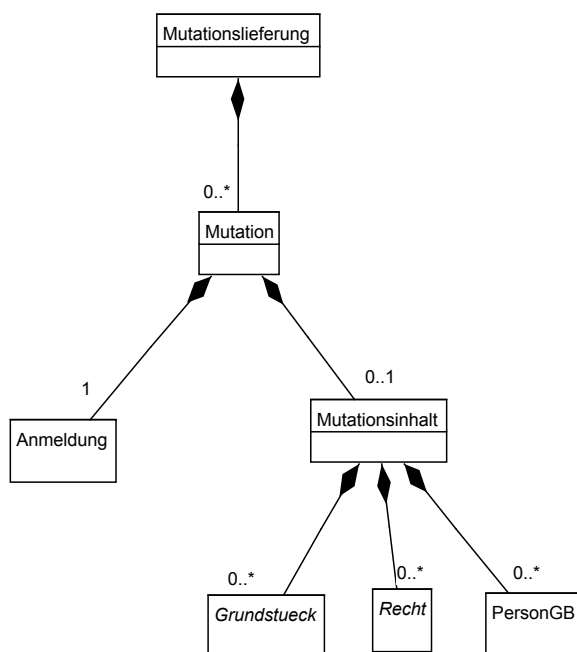 Mutationslieferung
0..*
Mutation
1
0..1
Anmeldung
Mutationsinhalt
0..*
0..*
0..*
Grundstueck
Recht
PersonGB